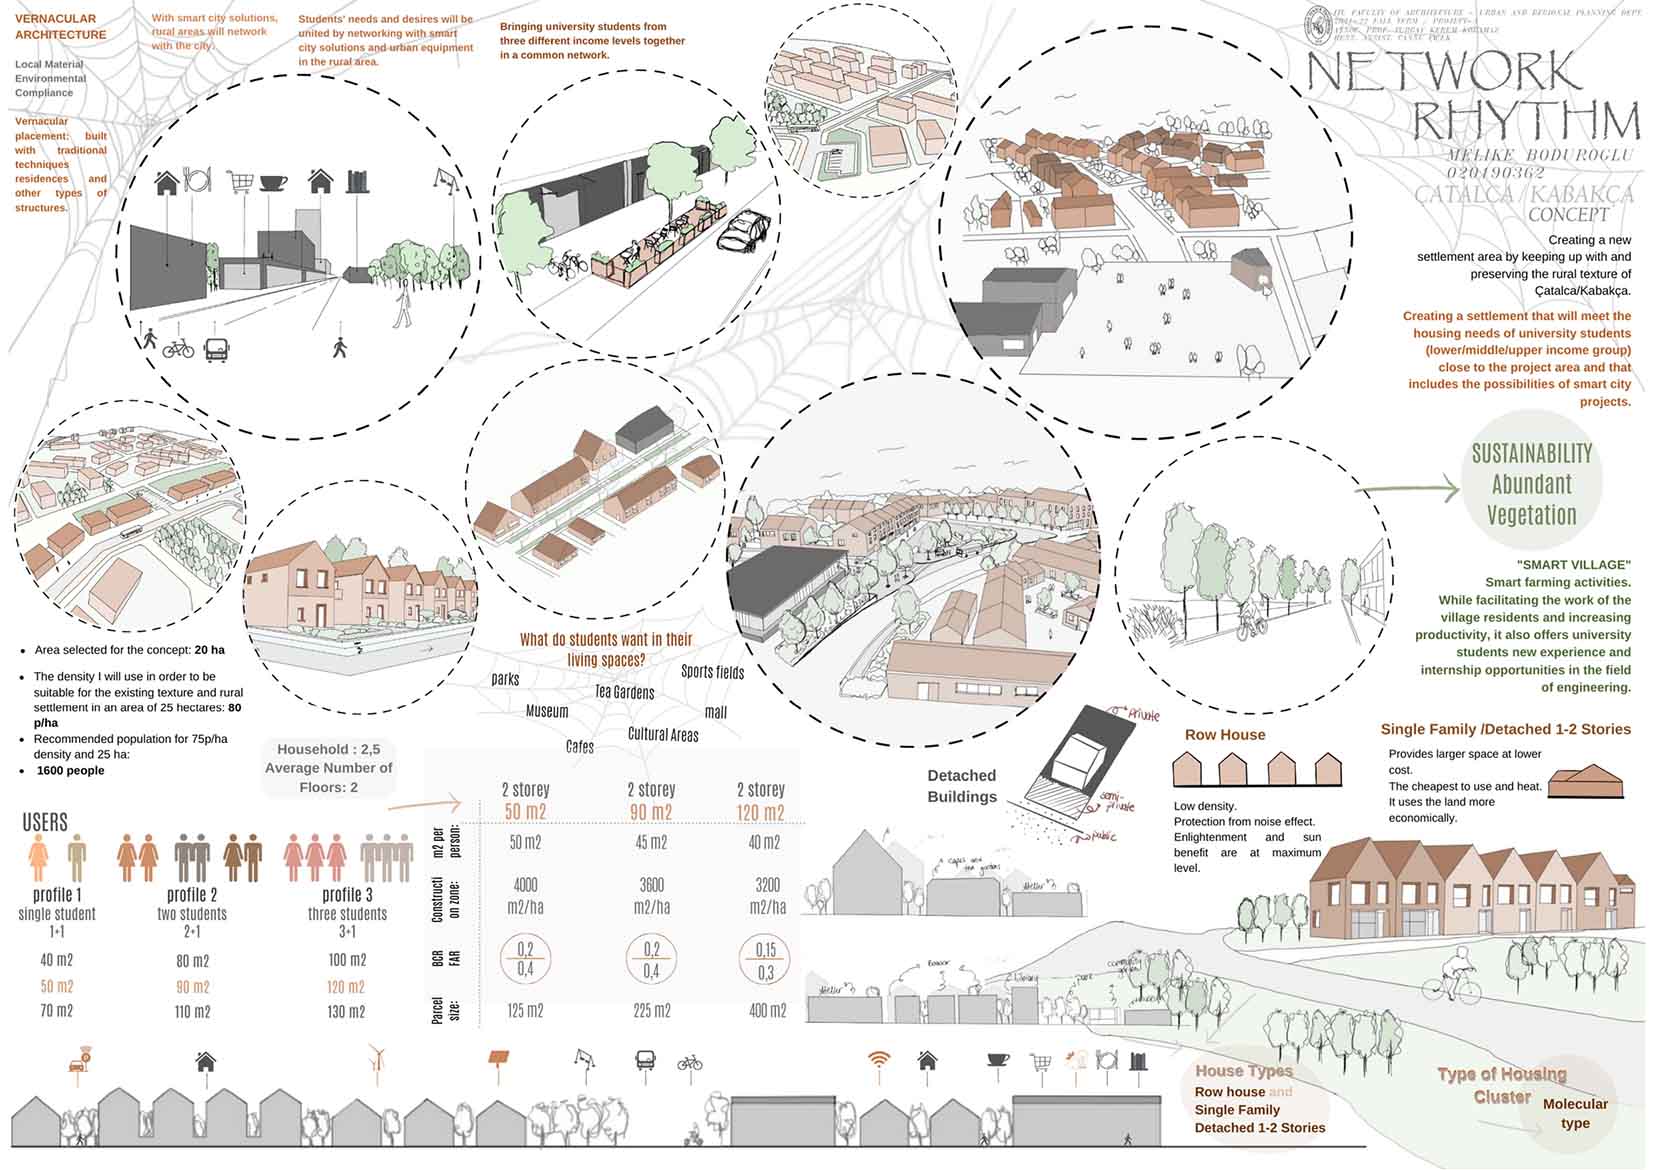 VERNACULAR
ARCHITECTURE
Local Material
Environmental
Compliance
Vernacular
placement: built
with traditional
techniques
residences and
other types of
structures.
With smart city solutions,
rural areas will network
with the city.
Students' needs and desires will be
united by networking with smart
city solutions and urban equipment
in the rural area.
Bringing university students from
three different income levels together
in a common network.
ITU FACULTY OF ARCHITECTURE - URBAN AND REGIONAL PLANNING DEPT.
NETWORK
RHYTHM
MELIKE BODUROGLU
020190362
CATALCA/KABAKÇA
CONCEPT
Creating a new
settlement area by keeping up with and
preserving the rural texture of
Çatalca/Kabakça.
Creating a settlement that will meet the
housing needs of university students
(lower/middle/upper income group)
close to the project area and that
includes the possibilities of smart city
projects.
SUSTAINABILITY
Abundant
Vegetation
"SMART VILLAGE"
Smart farming activities.
While facilitating the work of the
village residents and increasing
productivity, it also offers university
students new experience and
internship opportunities in the field
of engineering.
• Area selected for the concept: 20 ha
• The density I will use in order to be
suitable for the existing texture and rural
settlement in an area of 25 hectares: 80
p/ha
• Recommended population for 75p/ha
density and 25 ha:
• 1600 people
What do students want in their
living spaces?
parks
Sports fields
Tea Gardens
Museum
mall
Cultural Areas
Cafes
Household : 2,5
Average Number of
Floors: 2
USERS
profile 1
single student
1+1
40 m2
50 m2
70 m2
profile 2
two students
2+1
80 m2
90 m2
110 m2
profile 3
three students
3+1
100 m2
120 m2
130 m2
2 storey 2 storey 2 storey
50 m2 90 m2 120 m2
m2 per
person:
50 m2 45 m2 40 m2
Constructi
on zone:
4000 3600 3200
m2/ha m2/ha m2/ha
BCR
FAR
0,2 0,2 0,15
0,4 0,4 0,3
Parcel
size:
125 m2 225 m2 400 m2
Detached
Buildings
private
semi-
private
public
Row House
Low density.
Protection from noise effect.
Enlightenment and sun
benefit are at maximum
level.
Single Family /Detached 1-2 Stories
Provides larger space at lower
cost.
The cheapest to use and heat.
It uses the land more
economically.
cafes and
tea gardens
atelier
atelier
Bazaar
Library
park
community
garden
House Types
Row house and
Single Family
Detached 1-2 Stories
Type of Housing
Cluster
Molecular
type